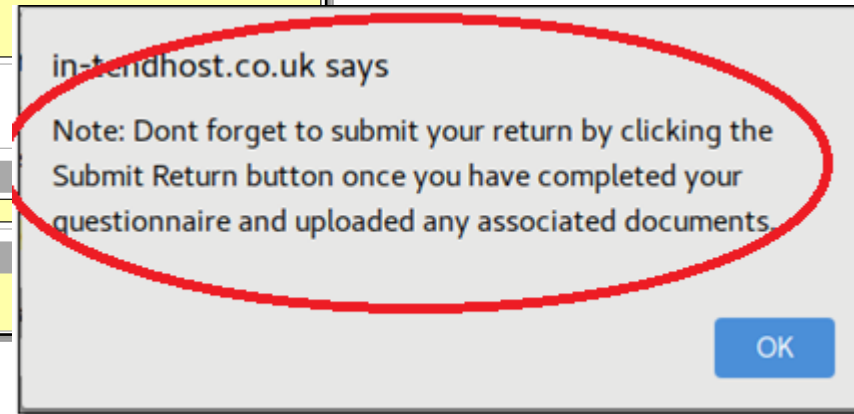 in-tendhost.co.uk says
Note: Dont forget to submit your return by clicking the
Submit Return button once you have completed your
questionnaire and uploaded any associated documents.
OK